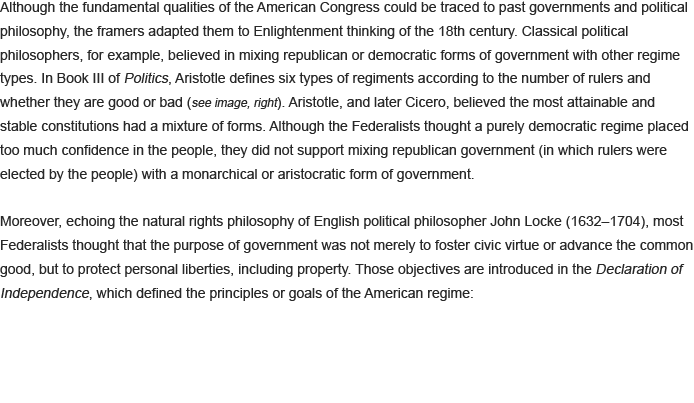 Although the fundamental qualities of the American Congress could be traced to past governments and political
philosophy, the framers adapted them to Enlightenment thinking of the 18th century. Classical political
philosophers, for example, believed in mixing republican or democratic forms of government with other regime
types. In Book III of Politics, Aristotle defines six types of regiments according to the number of rulers and
whether they are good or bad (see image, right). Aristotle, and later Cicero, believed the most attainable and
stable constitutions had a mixture of forms. Although the Federalists thought a purely democratic regime placed
too much confidence in the people, they did not support mixing republican government (in which rulers were
elected by the people) with a monarchical or aristocratic form of government.
Moreover, echoing the natural rights philosophy of English political philosopher John Locke (1632–1704), most
Federalists thought that the purpose of government was not merely to foster civic virtue or advance the common
good, but to protect personal liberties, including property. Those objectives are introduced in the Declaration of
Independence, which defined the principles or goals of the American regime: